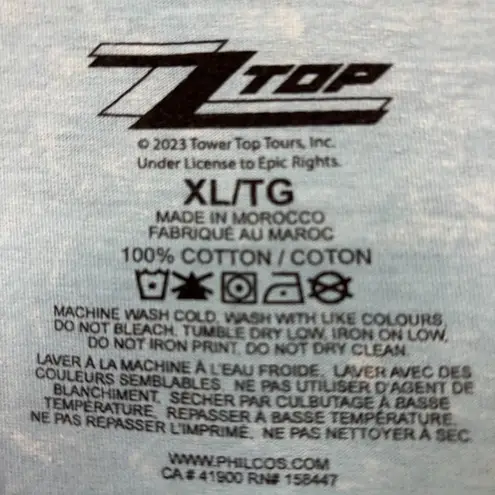 ZZ TOP
© 2023 Tower Top Tours, Inc.
Under License to Epic Rights.
XL/TG
MADE IN MOROCCO
FABRIQUÉ AU MAROC
100% COTTON / COTON
MACHINE WASH COLD, WASH WITH LIKE COLOURS,
DO NOT BLEACH. TUMBLE DRY LOW, IRON ON LOW,
DO NOT IRON PRINT. DO NOT DRY CLEAN.
LAVER À LA MACHINE À L'EAU FROIDE, LAVER AVEC DES
COULEURS SEMBLABLES. NE PAS UTILISER D'AGENT DE
BLANCHIMENT. SÉCHER PAR CULBUTAGE À BASSE
TEMPÉRATURE. REPASSER À BASSE TEMPÉRATURE.
NE PAS REPASSER L'IMPRIMÉ. NE PAS NETTOYER À SEC.
WWW.PHILCOS.COM
CA # 41900 RN# 158447